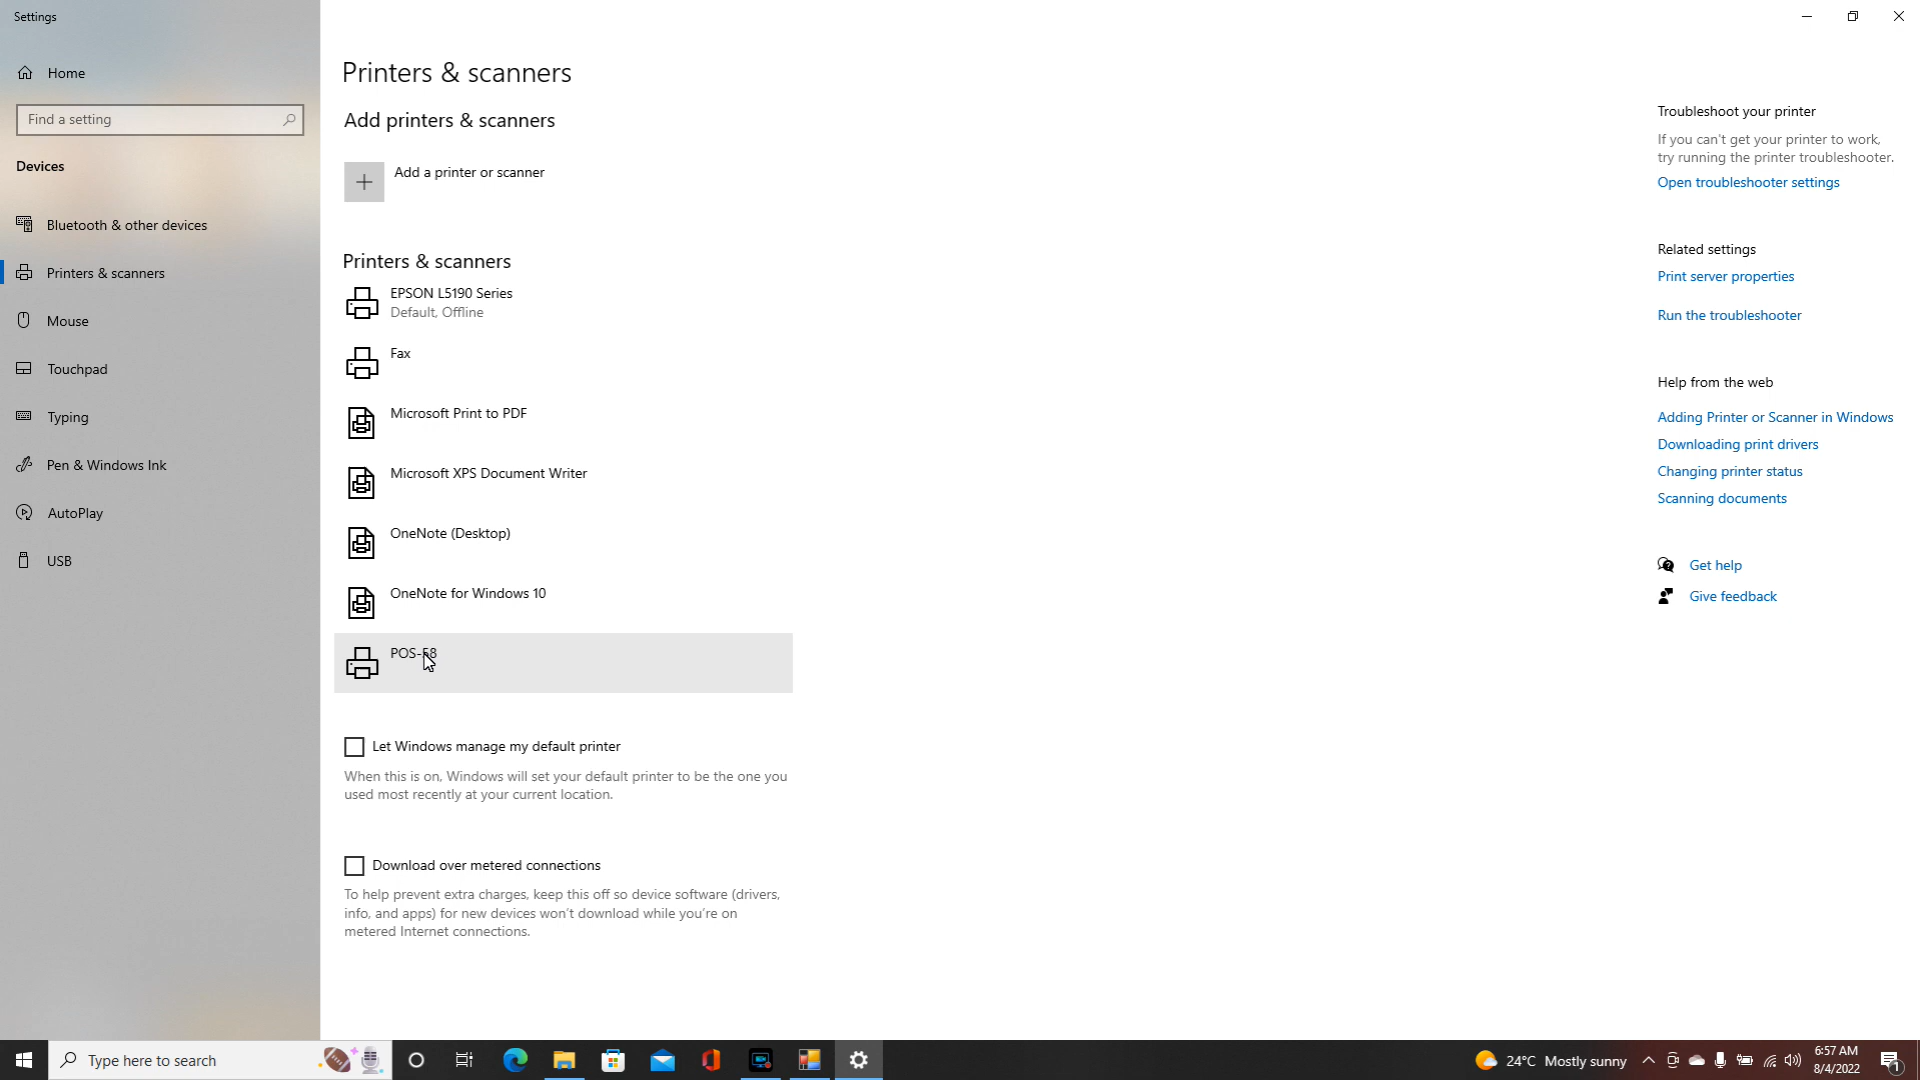 Settings
Home
Find a setting
Devices
Bluetooth & other devices
Printers & scanners
Mouse
Touchpad
Typing
Pen & Windows Ink
AutoPlay
USB
Printers & scanners
Add printers & scanners
Add a printer or scanner
Printers & scanners
EPSON L5190 Series
Default, Offline
Fax
Microsoft Print to PDF
Microsoft XPS Document Writer
OneNote (Desktop)
OneNote for Windows 10
POS-58
Let Windows manage my default printer
When this is on, Windows will set your default printer to be the one you
used most recently at your current location.
Download over metered connections
To help prevent extra charges, keep this off so device software (drivers,
info, and apps) for new devices won't download while you're on
metered Internet connections.
Troubleshoot your printer
If you can't get your printer to work,
try running the printer troubleshooter.
Open troubleshooter settings
Related settings
Print server properties
Run the troubleshooter
Help from the web
Adding Printer or Scanner in Windows
Downloading print drivers
Changing printer status
Scanning documents
Get help
Give feedback
Type here to search
24°C Mostly sunny
6:57 AM
8/4/2022
1